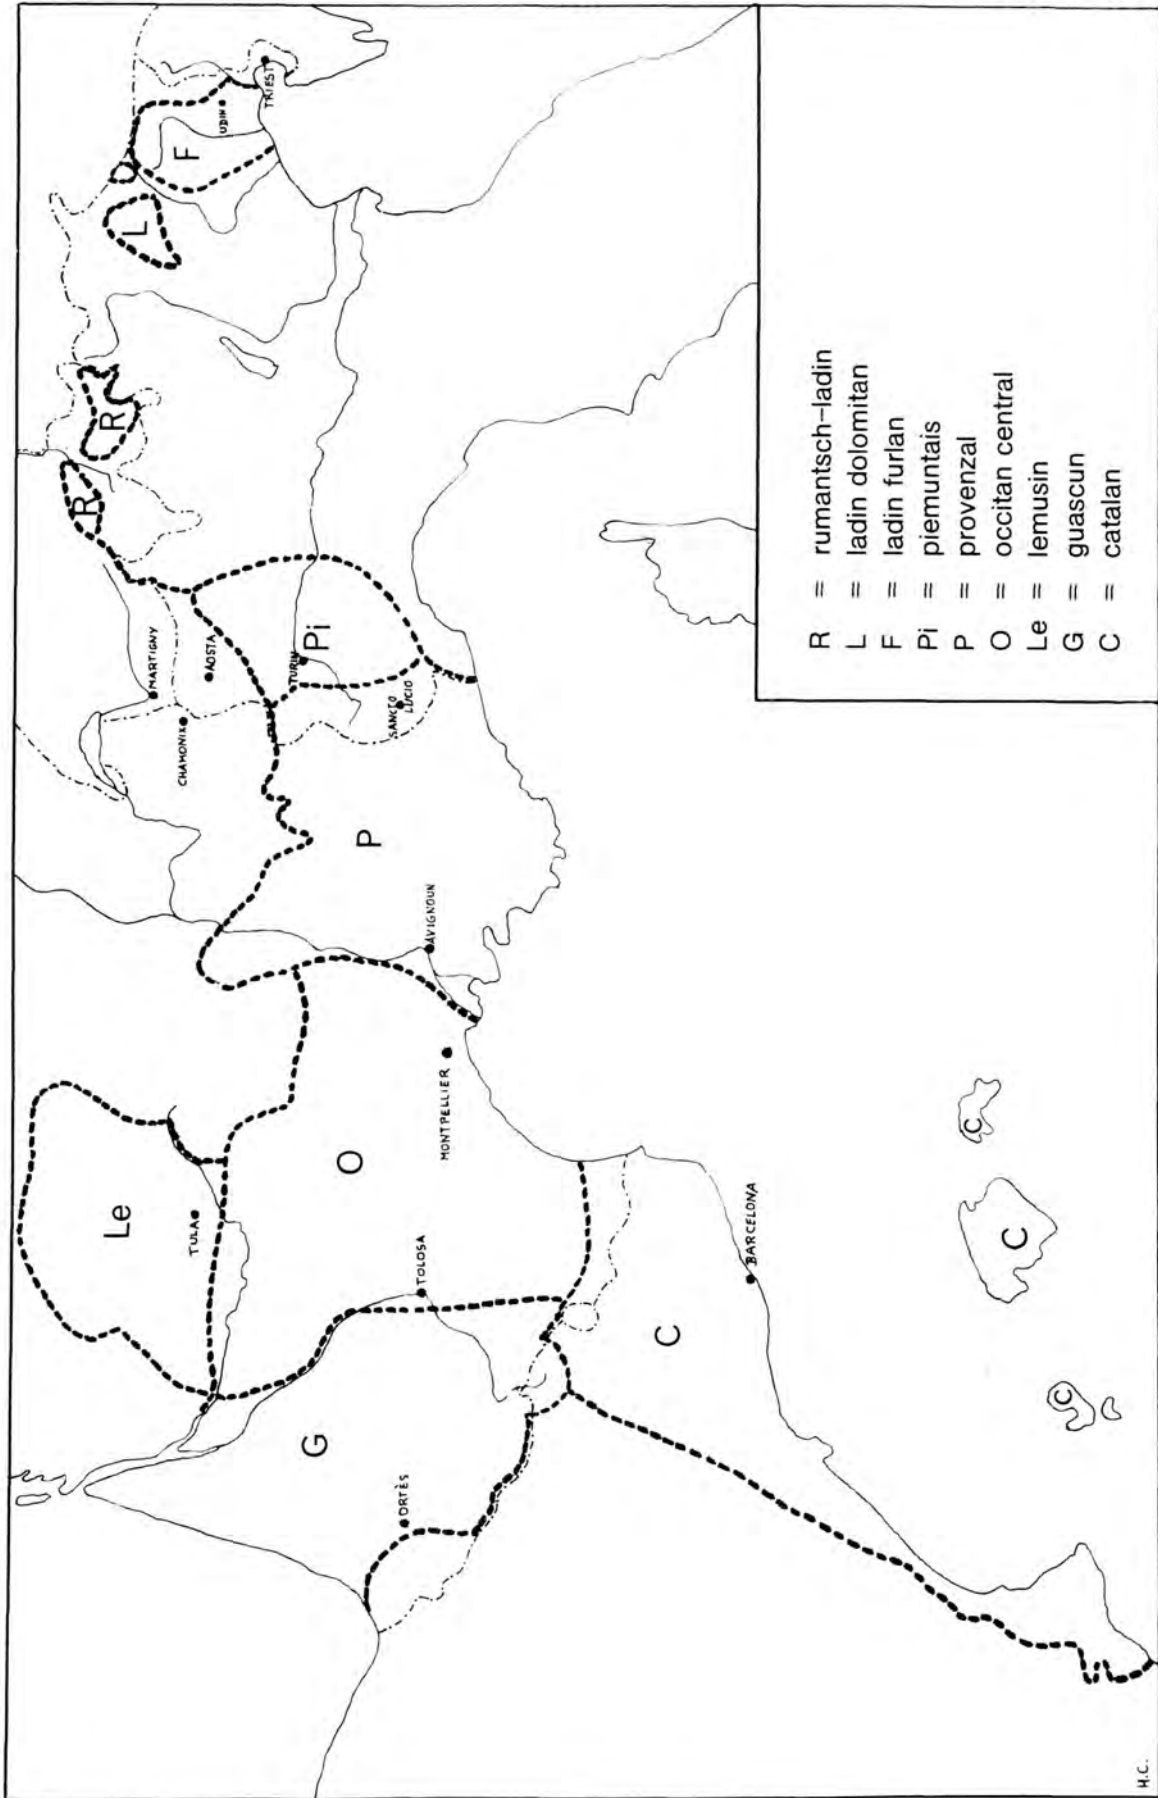 R
R
L
F
UDIN
TRIEST
MARTIGNY
CHAMONIX
AOSTA
TURIN
Pi
SANCTO
LUCIO
P
AVIGNOUN
Le
TULA
O
MONTPELLIER
TOLOSA
G
ORTÈS
C
BARCELONA
C
C
C
R = rumantsch-ladin
L = ladin dolomitan
F = ladin furlan
Pi = piemuntais
P = provenzal
O = occitan central
Le = lemusin
G = guascun
C = catalan
H.C.